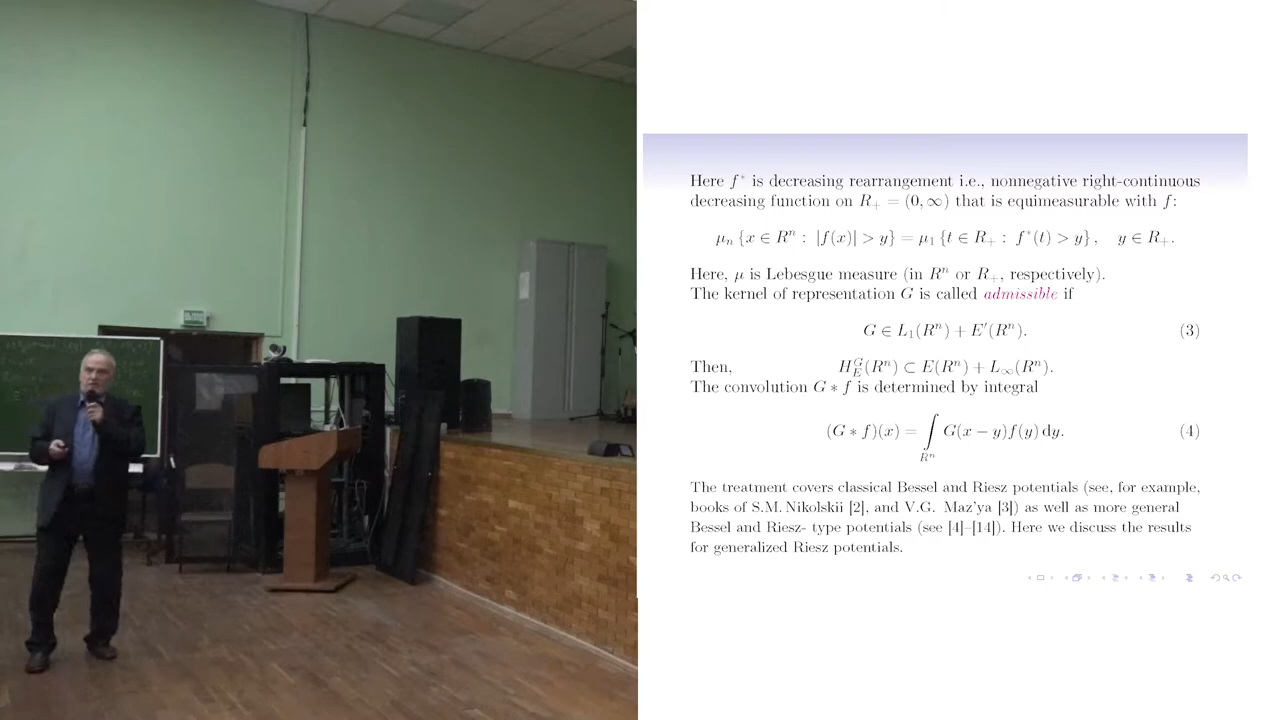 Here f* is decreasing rearrangement i.e., nonnegative right-continuous
decreasing function on R₊ = (0, ∞) that is equimeasurable with f:
μₙ {x ∈ Rⁿ : |f(x)| > y} = μ₁ {t ∈ R₊ : f*(t) > y}, y ∈ R₊.
Here, μ is Lebesgue measure (in Rⁿ or R₊, respectively).
The kernel of representation G is called admissible if
G ∈ L₁(Rⁿ) + E′(Rⁿ). (3)
Then, H_E^G(Rⁿ) ⊂ E(Rⁿ) + L_∞(Rⁿ).
The convolution G ∗ f is determined by integral
(G ∗ f)(x) = ∫_{Rⁿ} G(x − y)f(y) dy. (4)
The treatment covers classical Bessel and Riesz potentials (see, for example,
books of S.M. Nikolskii [2], and V.G. Maz'ya [3]) as well as more general
Bessel and Riesz- type potentials (see [4]–[14]). Here we discuss the results
for generalized Riesz potentials.